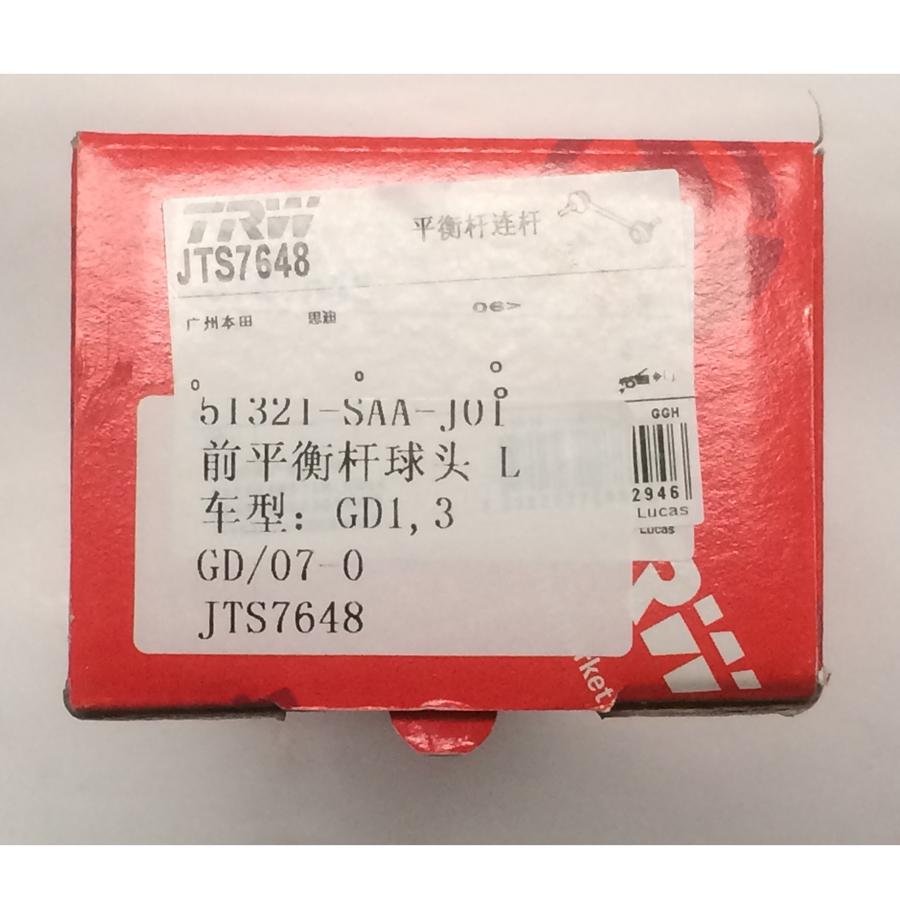 TRW
平衡杆连杆
JTS7648
广州本田 思迪 06>
51321-SAA-J01
前平衡杆球头 L
车型: GD1,3
GD/07-0
JTS7648
GGH
2946
Lucas
Lucas
TRW